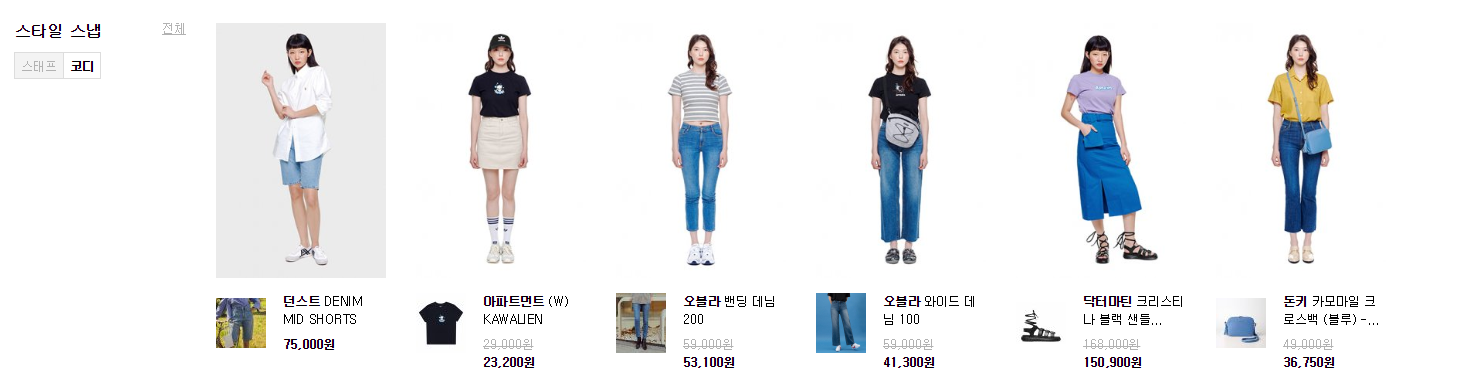 스타일 스냅
전체
스태프
코디
던스트 DENIM
MID SHORTS
75,000원
아파트먼트 (W)
KAWALIEN
29,000원
23,200원
오블라 밴딩 데님
200
59,000원
53,100원
오블라 와이드 데
님 100
59,000원
41,300원
닥터마틴 크리스티
나 블랙 샌들...
168,000원
150,900원
돈키 카모마일 크
로스백 (블루) -...
49,000원
36,750원